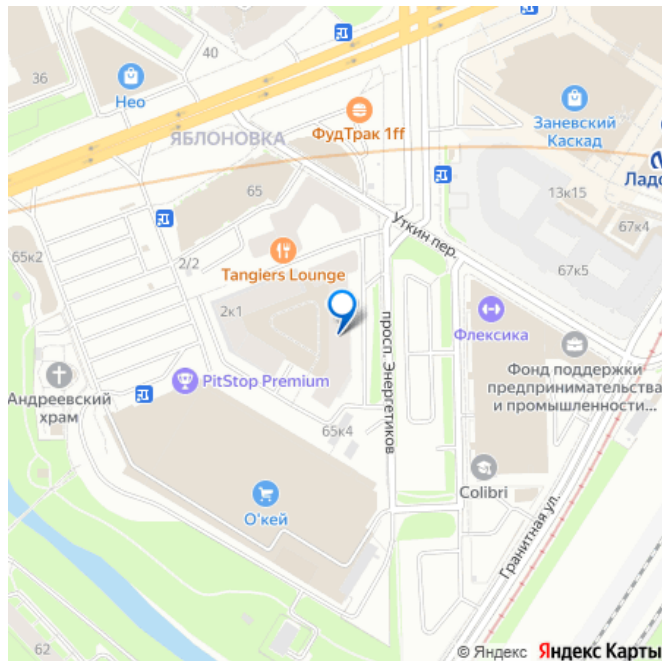 36
40
Нео
ЯБЛОНОВКА
ФудТрак 1ff
Заневский
Каскад
65
Уткин пер.
13к15
67к4
67к5
65к2
2/2
Tangiers Lounge
2к1
просп. Энергетиков
Флексика
Фонд поддержки
предпринимательства
и промышленности...
Андреевский
храм
PitStop Premium
65к4
О'кей
Colibri
Гранитная ул.
62
© Яндекс Яндекс Карты